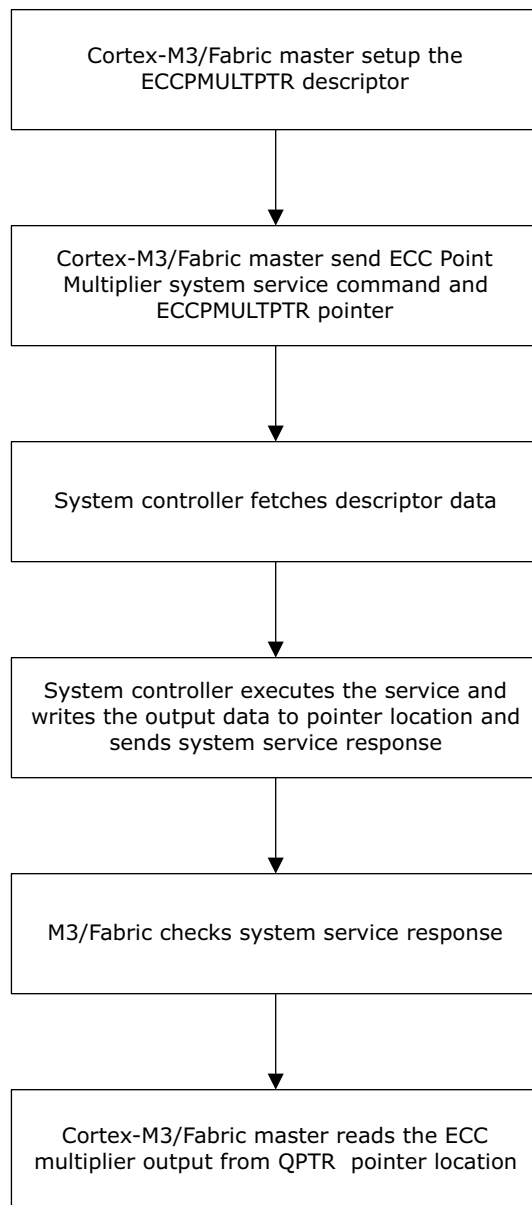 Cortex-M3/Fabric master setup the
ECCPMULTPTR descriptor
Cortex-M3/Fabric master send ECC Point
Multiplier system service command and
ECCPMULTPTR pointer
System controller fetches descriptor data
System controller executes the service and
writes the output data to pointer location and
sends system service response
M3/Fabric checks system service response
Cortex-M3/Fabric master reads the ECC
multiplier output from QPTR pointer location